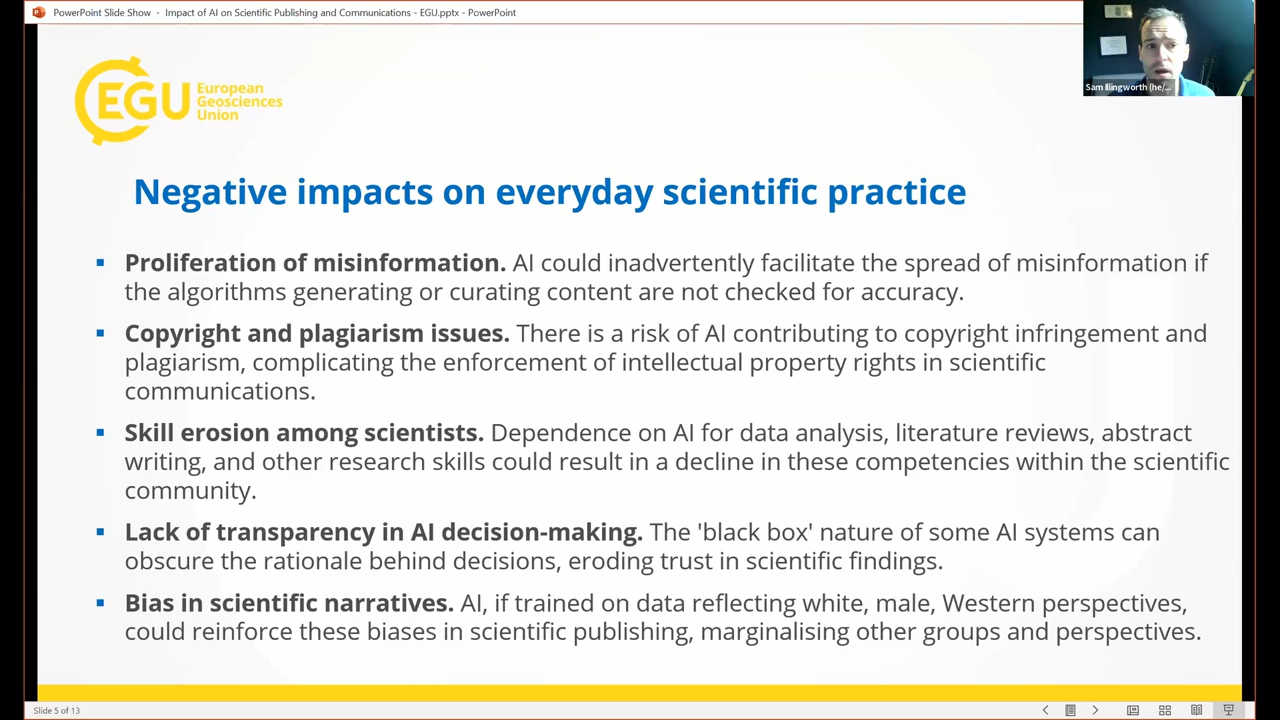 PowerPoint Slide Show - Impact of AI on Scientific Publishing and Communications - EGU.pptx - PowerPoint
Sam Illingworth (he/...
EGU
European
Geosciences
Union
Negative impacts on everyday scientific practice
▪ Proliferation of misinformation. AI could inadvertently facilitate the spread of misinformation if
the algorithms generating or curating content are not checked for accuracy.
▪ Copyright and plagiarism issues. There is a risk of AI contributing to copyright infringement and
plagiarism, complicating the enforcement of intellectual property rights in scientific
communications.
▪ Skill erosion among scientists. Dependence on AI for data analysis, literature reviews, abstract
writing, and other research skills could result in a decline in these competencies within the scientific
community.
▪ Lack of transparency in AI decision-making. The 'black box' nature of some AI systems can
obscure the rationale behind decisions, eroding trust in scientific findings.
▪ Bias in scientific narratives. AI, if trained on data reflecting white, male, Western perspectives,
could reinforce these biases in scientific publishing, marginalising other groups and perspectives.
Slide 5 of 13